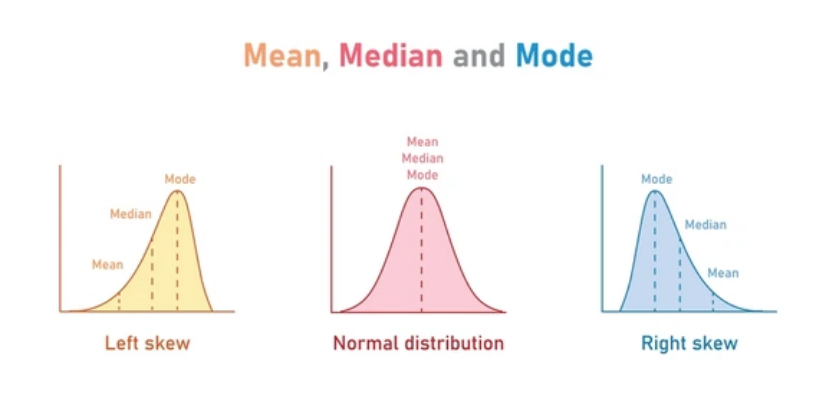 Mean, Median and Mode
Mode
Median
Mean
Left skew
Mean
Median
Mode
Normal distribution
Mode
Median
Mean
Right skew